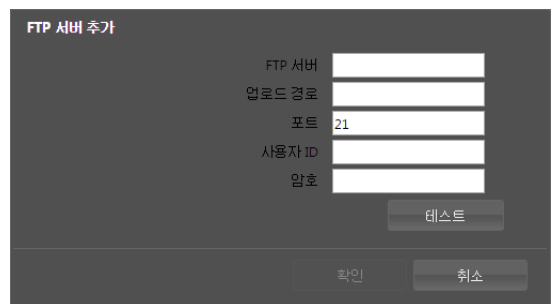 FTP 서버 추가
FTP 서버
업로드 경로
포트 21
사용자 ID
암호
테스트
확인 취소